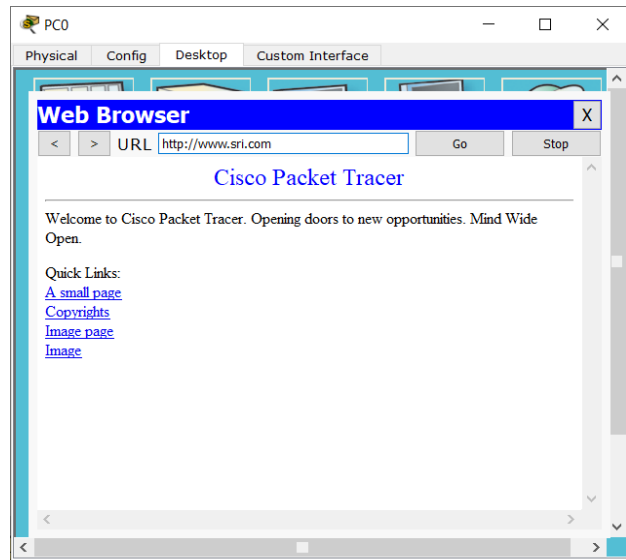 PC0
Physical Config Desktop Custom Interface
Web Browser X
< > URL http://www.sri.com Go Stop
Cisco Packet Tracer
Welcome to Cisco Packet Tracer. Opening doors to new opportunities. Mind Wide
Open.
Quick Links:
A small page
Copyrights
Image page
Image